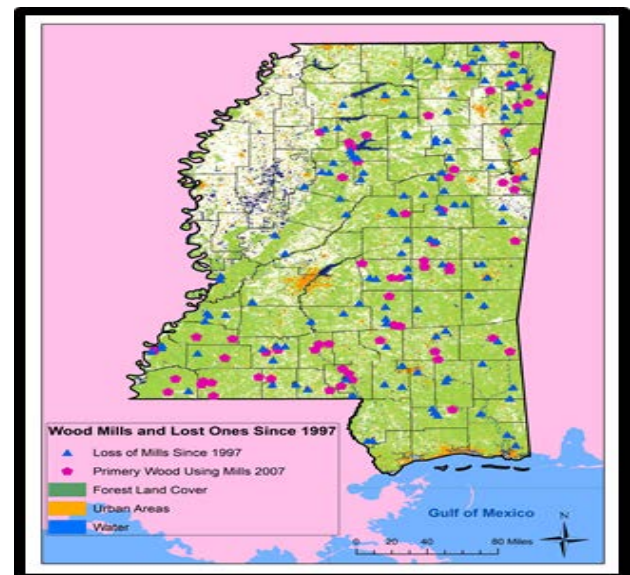 Wood Mills and Lost Ones Since 1997
Loss of Mills Since 1997
Primery Wood Using Mills 2007
Forest Land Cover
Urban Areas
Water
Gulf of Mexico
N
0 20 40 80 Miles